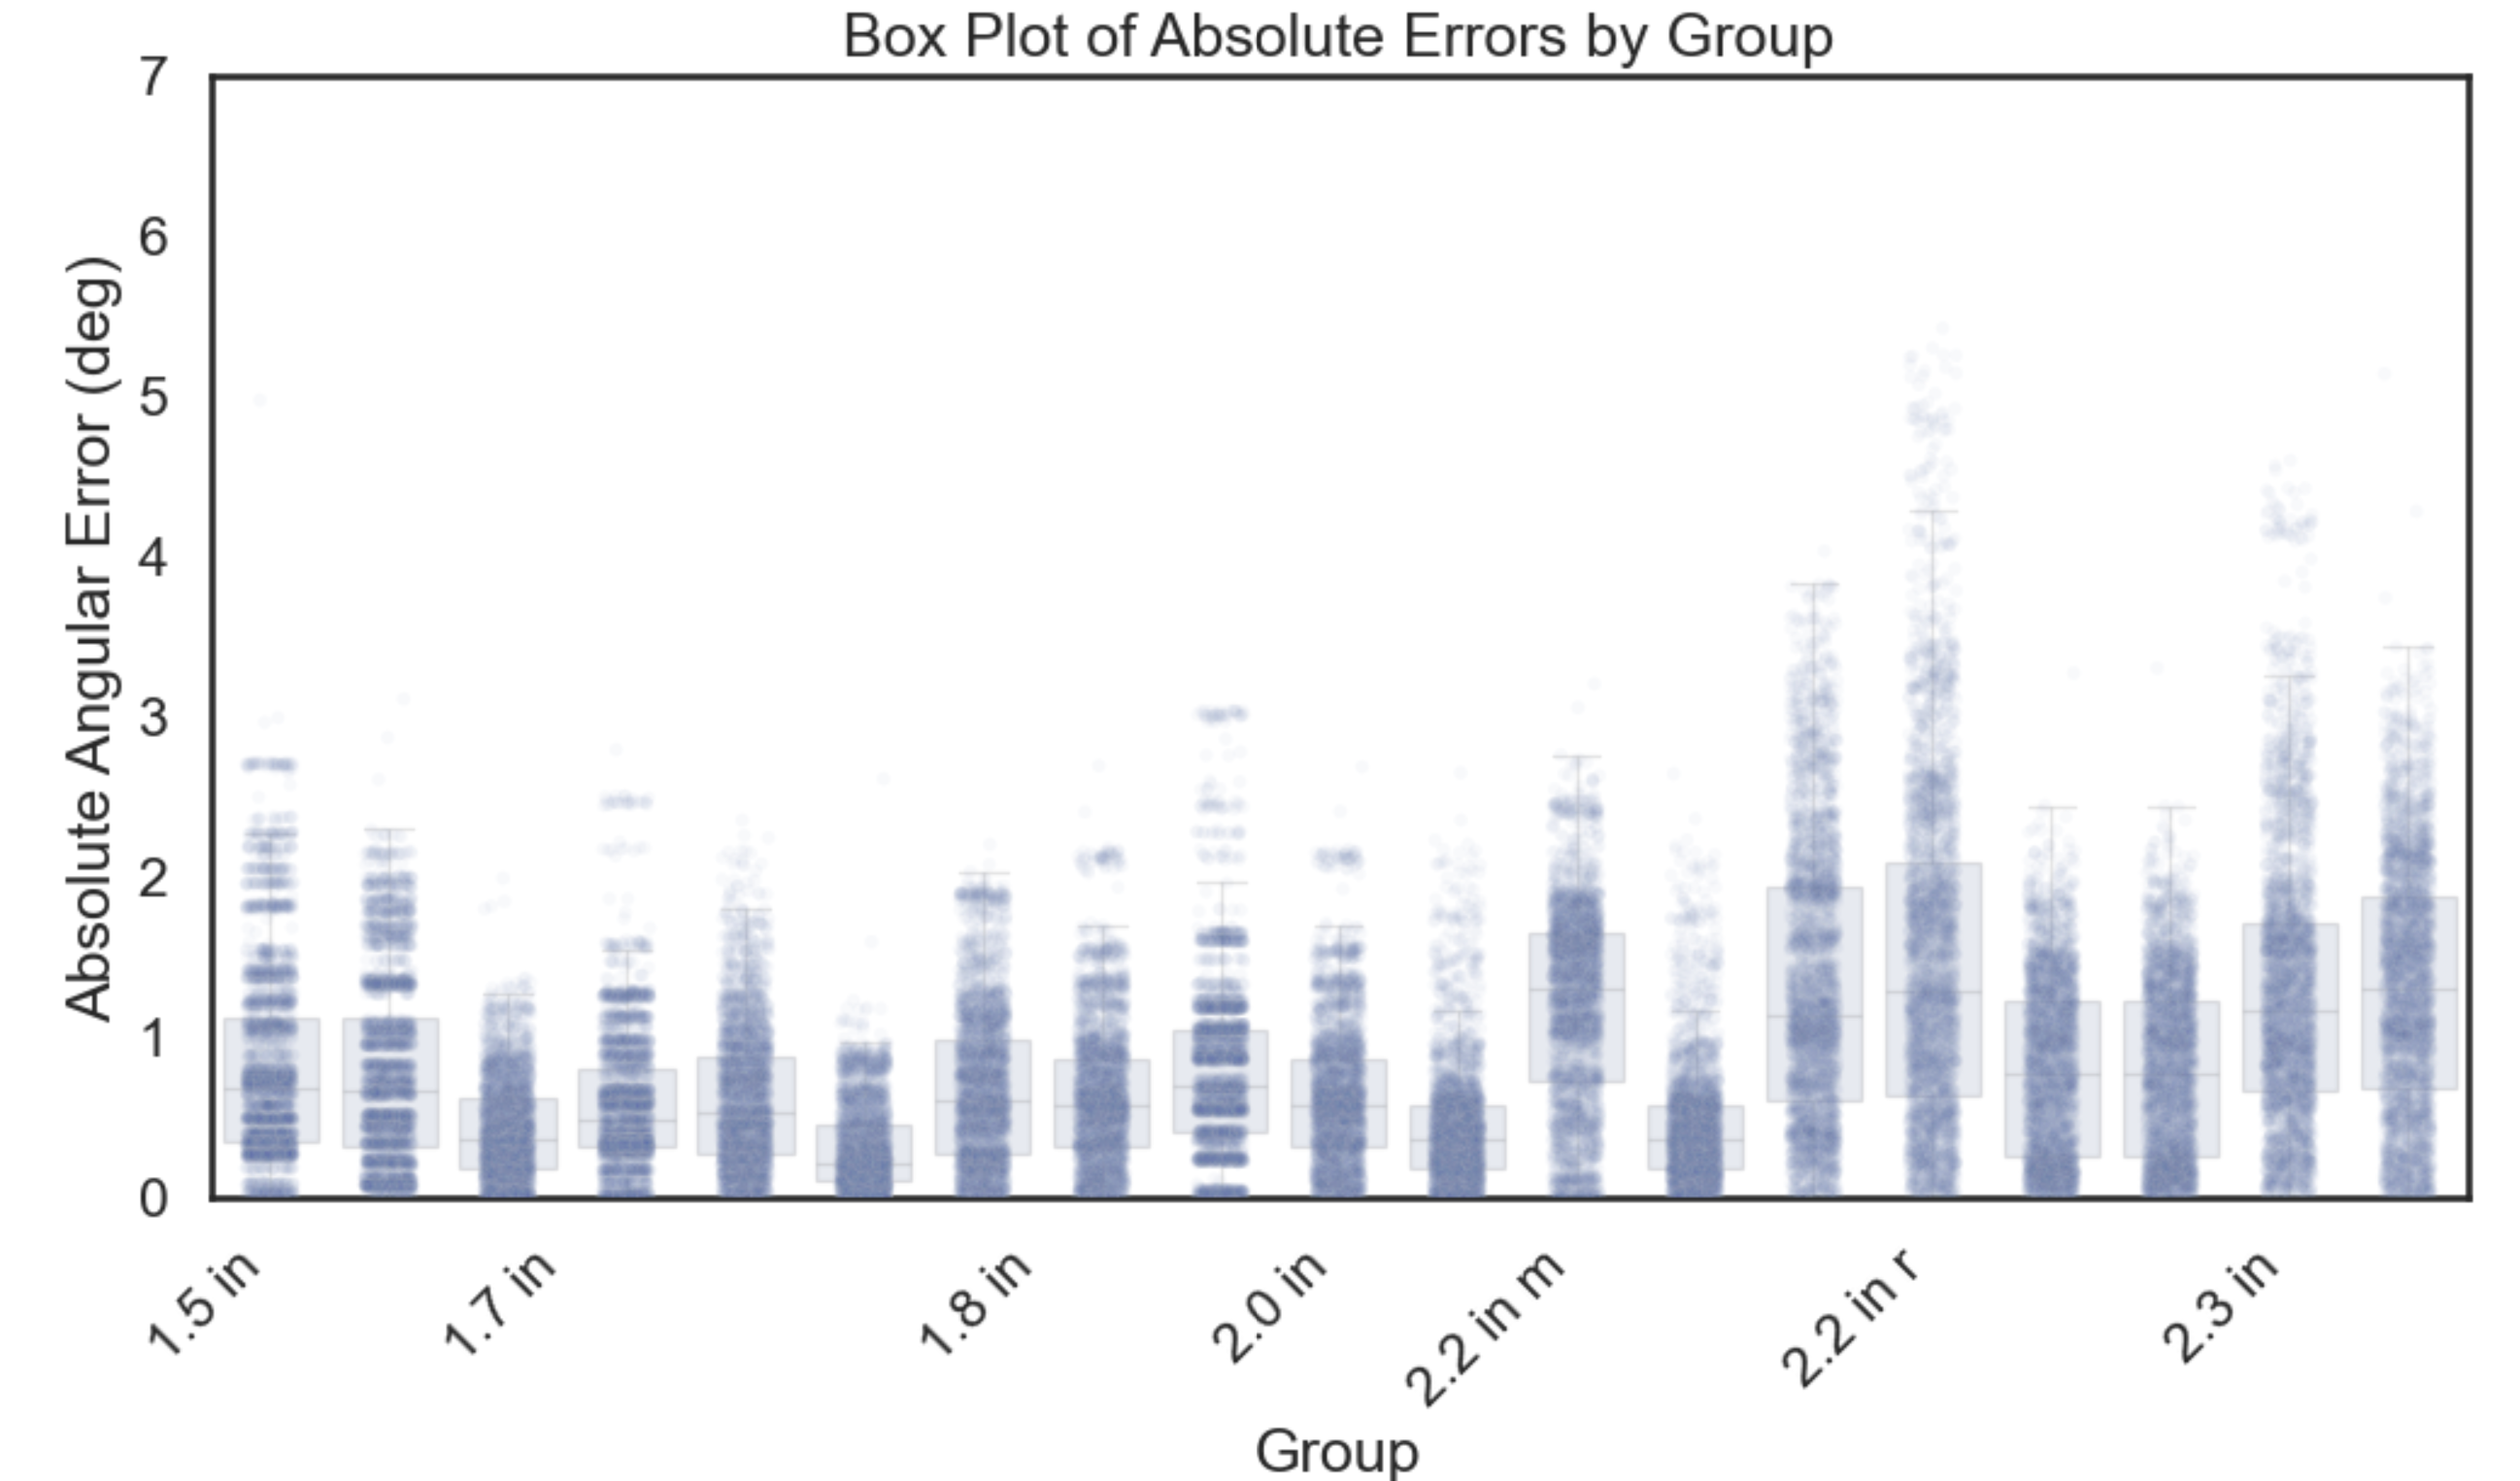 Box Plot of Absolute Errors by Group
Absolute Angular Error (deg)
7
6
5
4
3
2
1
0
1.5 in
1.7 in
1.8 in
2.0 in
2.2 in m
2.2 in r
2.3 in
Group